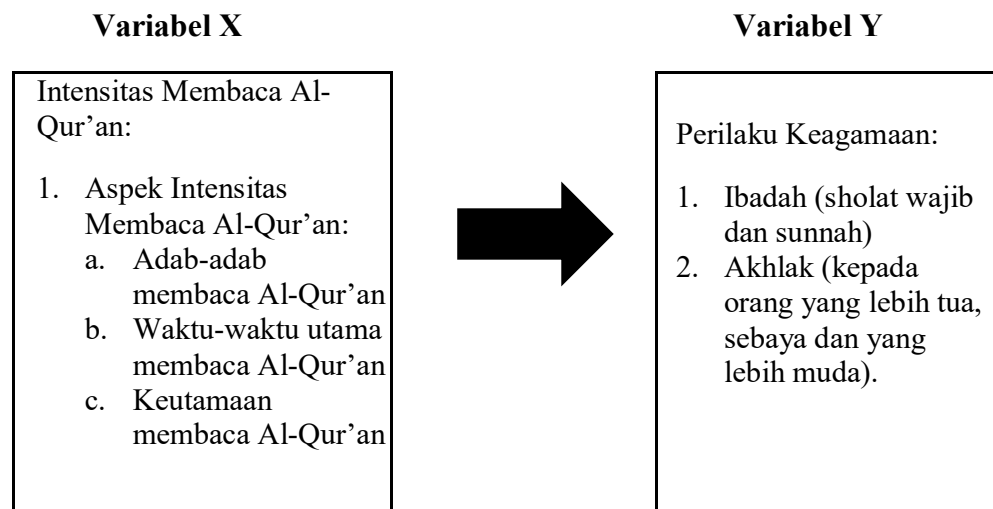 Variabel X
Intensitas Membaca Al-
Qur’an:
1. Aspek Intensitas
Membaca Al-Qur’an:
a. Adab-adab
membaca Al-Qur’an
b. Waktu-waktu utama
membaca Al-Qur’an
c. Keutamaan
membaca Al-Qur’an
Variabel Y
Perilaku Keagamaan:
1. Ibadah (sholat wajib
dan sunnah)
2. Akhlak (kepada
orang yang lebih tua,
sebaya dan yang
lebih muda).